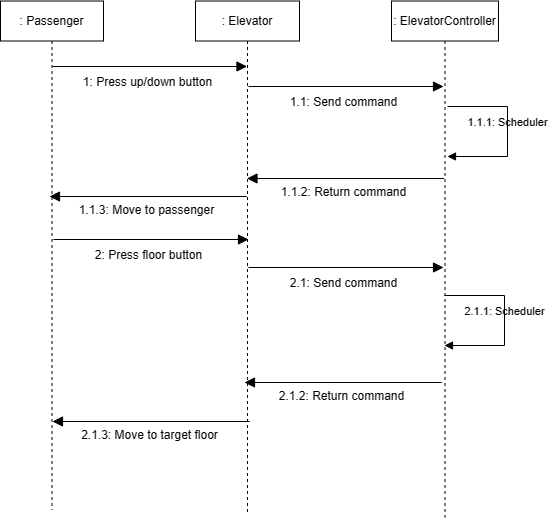 : Passenger
: Elevator
: ElevatorController
1: Press up/down button
1.1: Send command
1.1.1: Scheduler
1.1.2: Return command
1.1.3: Move to passenger
2: Press floor button
2.1: Send command
2.1.1: Scheduler
2.1.2: Return command
2.1.3: Move to target floor